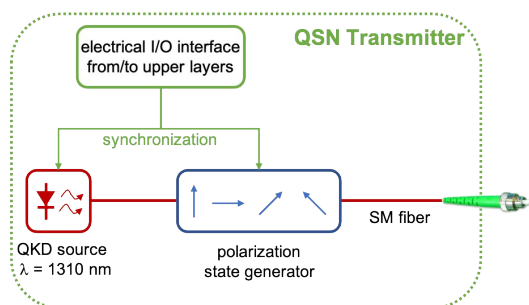 QSN Transmitter
electrical I/O interface
from/to upper layers
synchronization
SM fiber
QKD source
λ = 1310 nm
polarization
state generator